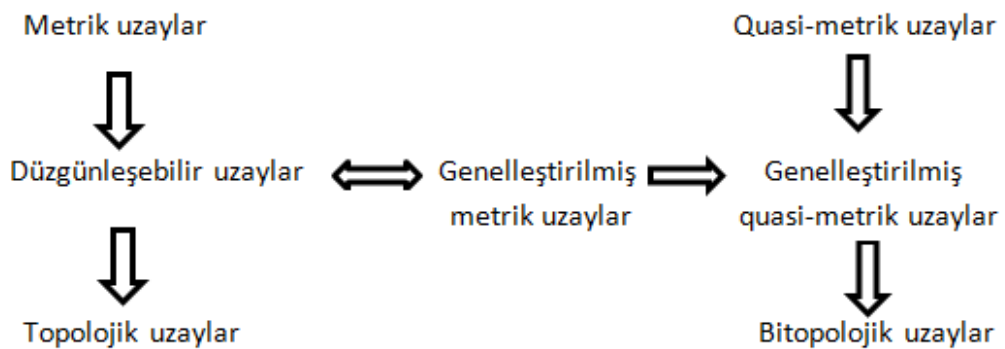 Metrik uzaylar
Quasi-metrik uzaylar
Düzgünleşebilir uzaylar
Genelleştirilmiş
metrik uzaylar
Genelleştirilmiş
quasi-metrik uzaylar
Topolojik uzaylar
Bitopolojik uzaylar